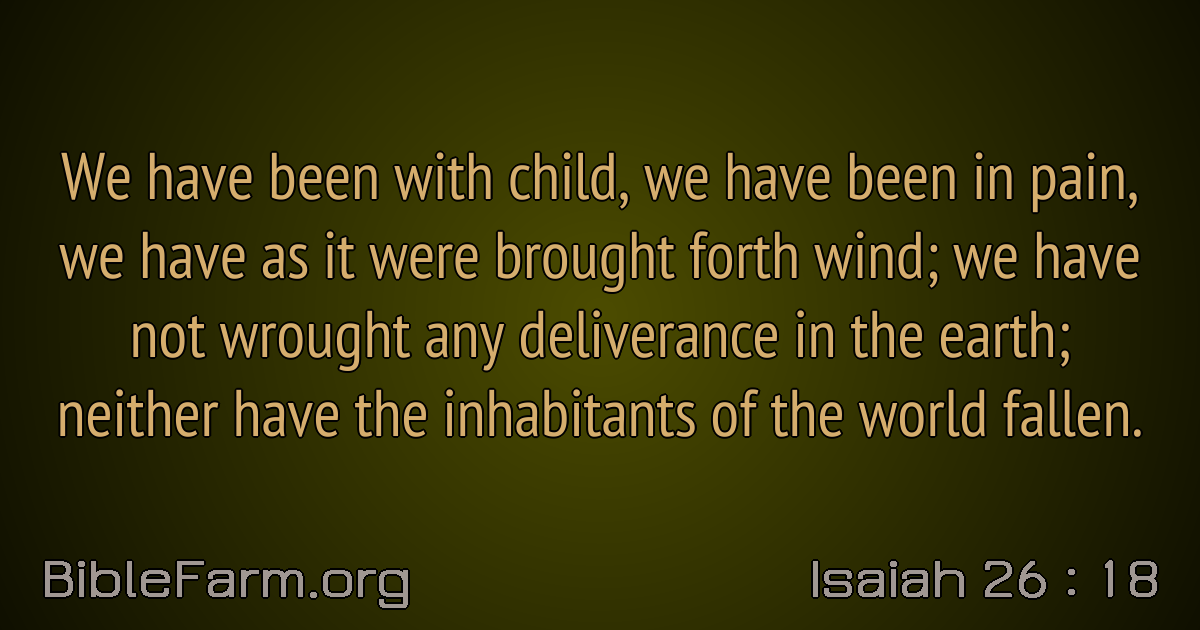 We have been with child, we have been in pain,
we have as it were brought forth wind; we have
not wrought any deliverance in the earth;
neither have the inhabitants of the world fallen.
BibleFarm.org
Isaiah 26 : 18